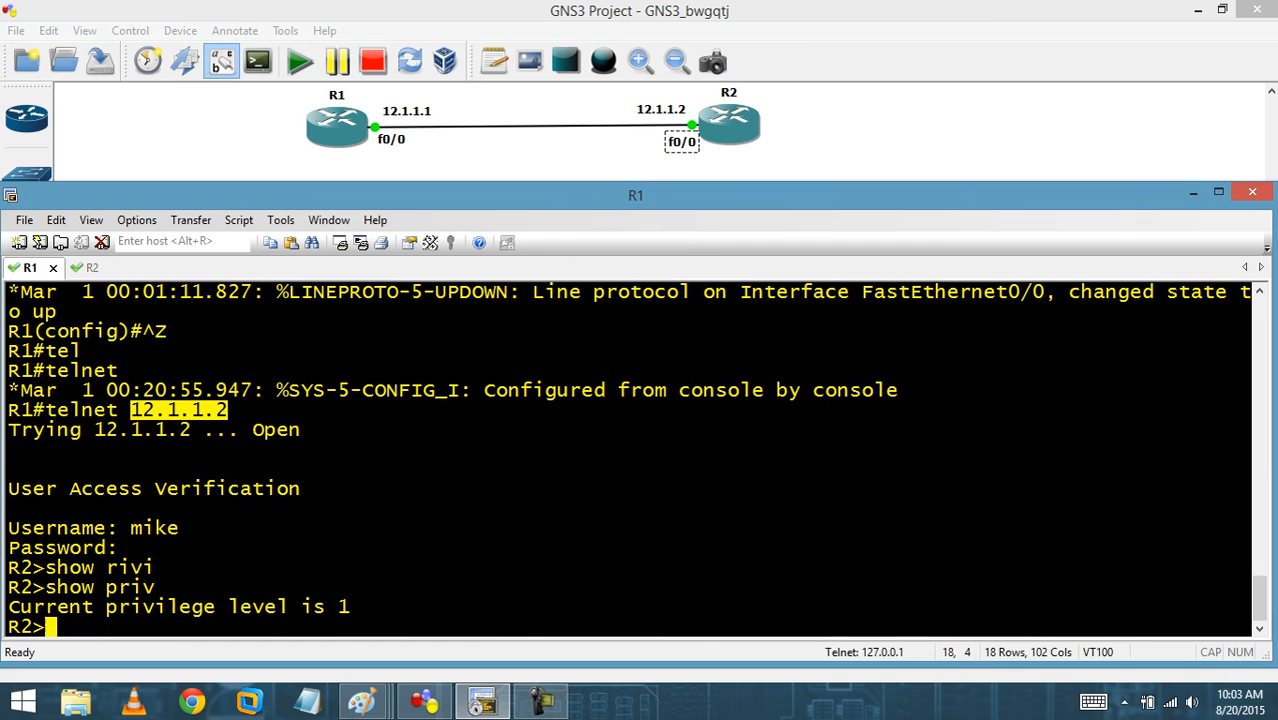 GNS3 Project - GNS3_bwgqtj
File Edit View Control Device Annotate Tools Help
R1
R2
12.1.1.1
12.1.1.2
f0/0
f0/0
R1
File Edit View Options Transfer Script Tools Window Help
Enter host <Alt+R>
R1
R2
*Mar  1 00:01:11.827: %LINEPROTO-5-UPDOWN: Line protocol on Interface FastEthernet0/0, changed state t
o up
R1(config)#^Z
R1#tel
R1#telnet
*Mar  1 00:20:55.947: %SYS-5-CONFIG_I: Configured from console by console
R1#telnet 12.1.1.2
Trying 12.1.1.2 ... Open
User Access Verification
Username: mike
Password:
R2>show rivi
R2>show priv
Current privilege level is 1
R2>
Ready Telnet: 127.0.0.1 18, 4 18 Rows, 102 Cols VT100 CAP NUM
10:03 AM
8/20/2015